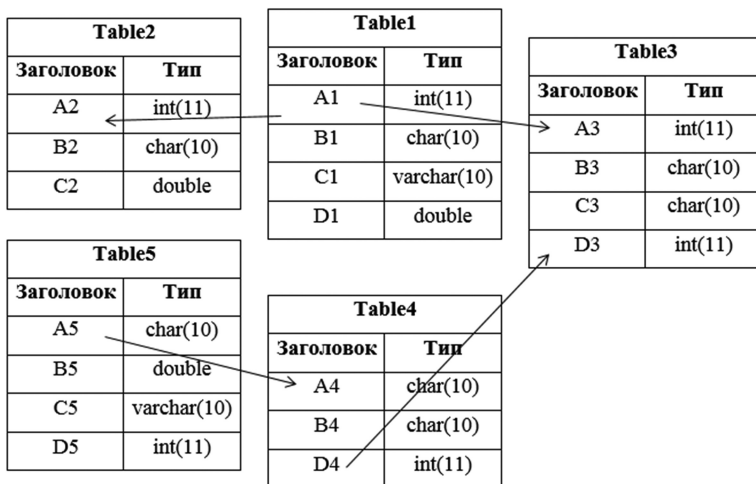 Table2
Заголовок Тип
A2 int(11)
B2 char(10)
C2 double
Table1
Заголовок Тип
A1 int(11)
B1 char(10)
C1 varchar(10)
D1 double
Table3
Заголовок Тип
A3 int(11)
B3 char(10)
C3 char(10)
D3 int(11)
Table5
Заголовок Тип
A5 char(10)
B5 double
C5 varchar(10)
D5 int(11)
Table4
Заголовок Тип
A4 char(10)
B4 char(10)
D4 int(11)